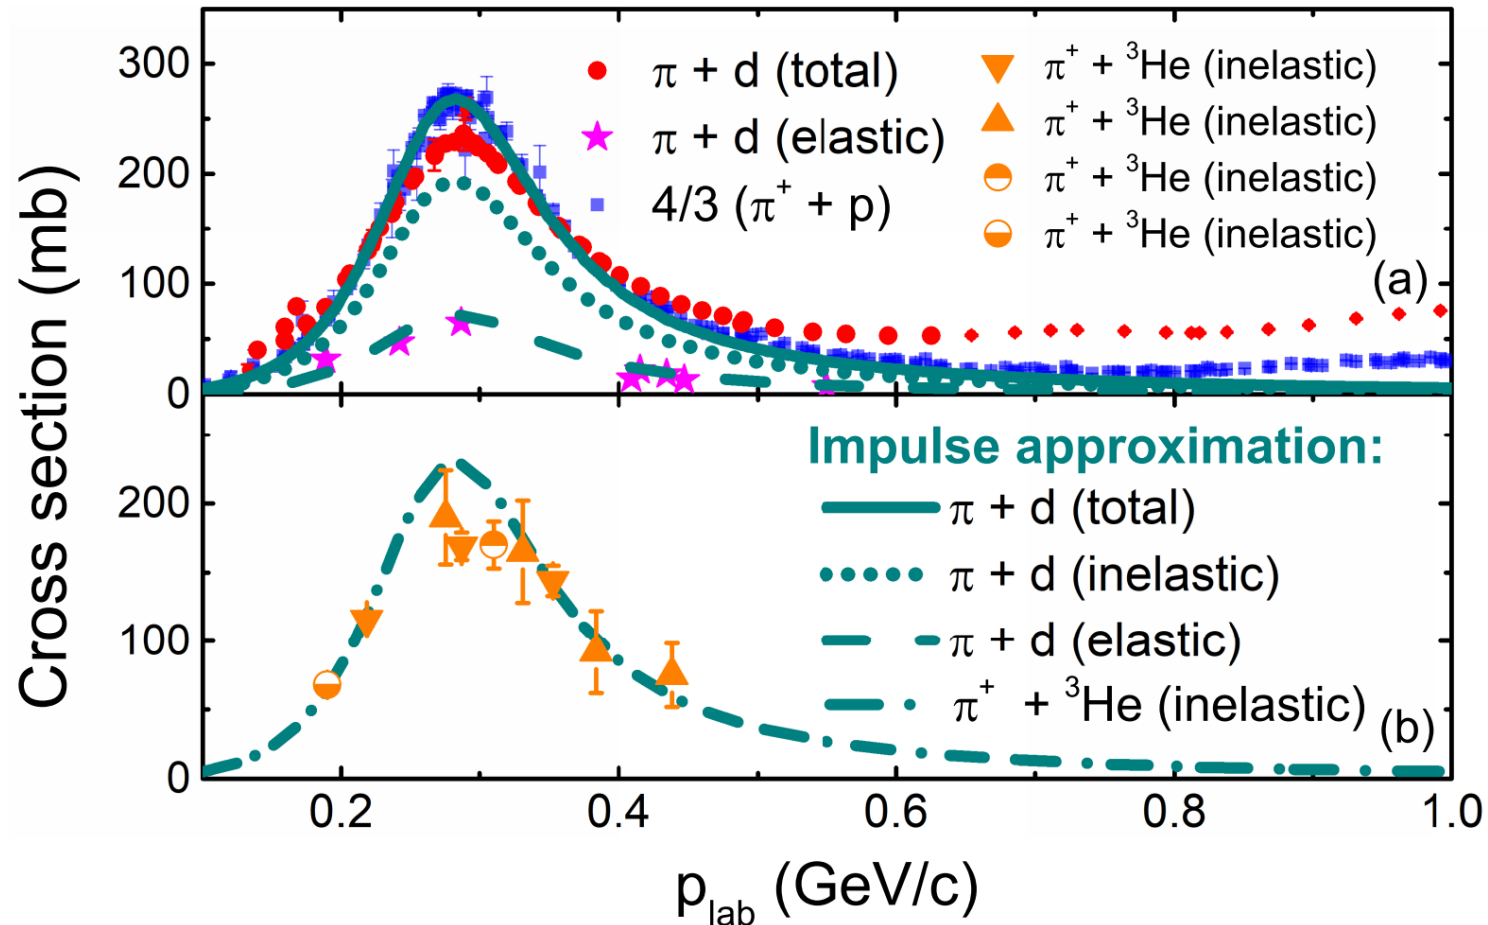 300
200
100
0
π + d (total)
π + d (elastic)
4/3 (π⁺ + p)
π⁺ + ³He (inelastic)
π⁺ + ³He (inelastic)
π⁺ + ³He (inelastic)
π⁺ + ³He (inelastic)
(a)
Cross section (mb)
200
100
0
Impulse approximation:
π + d (total)
π + d (inelastic)
π + d (elastic)
π⁺ + ³He (inelastic)
(b)
0.2 0.4 0.6 0.8 1.0
p_lab (GeV/c)